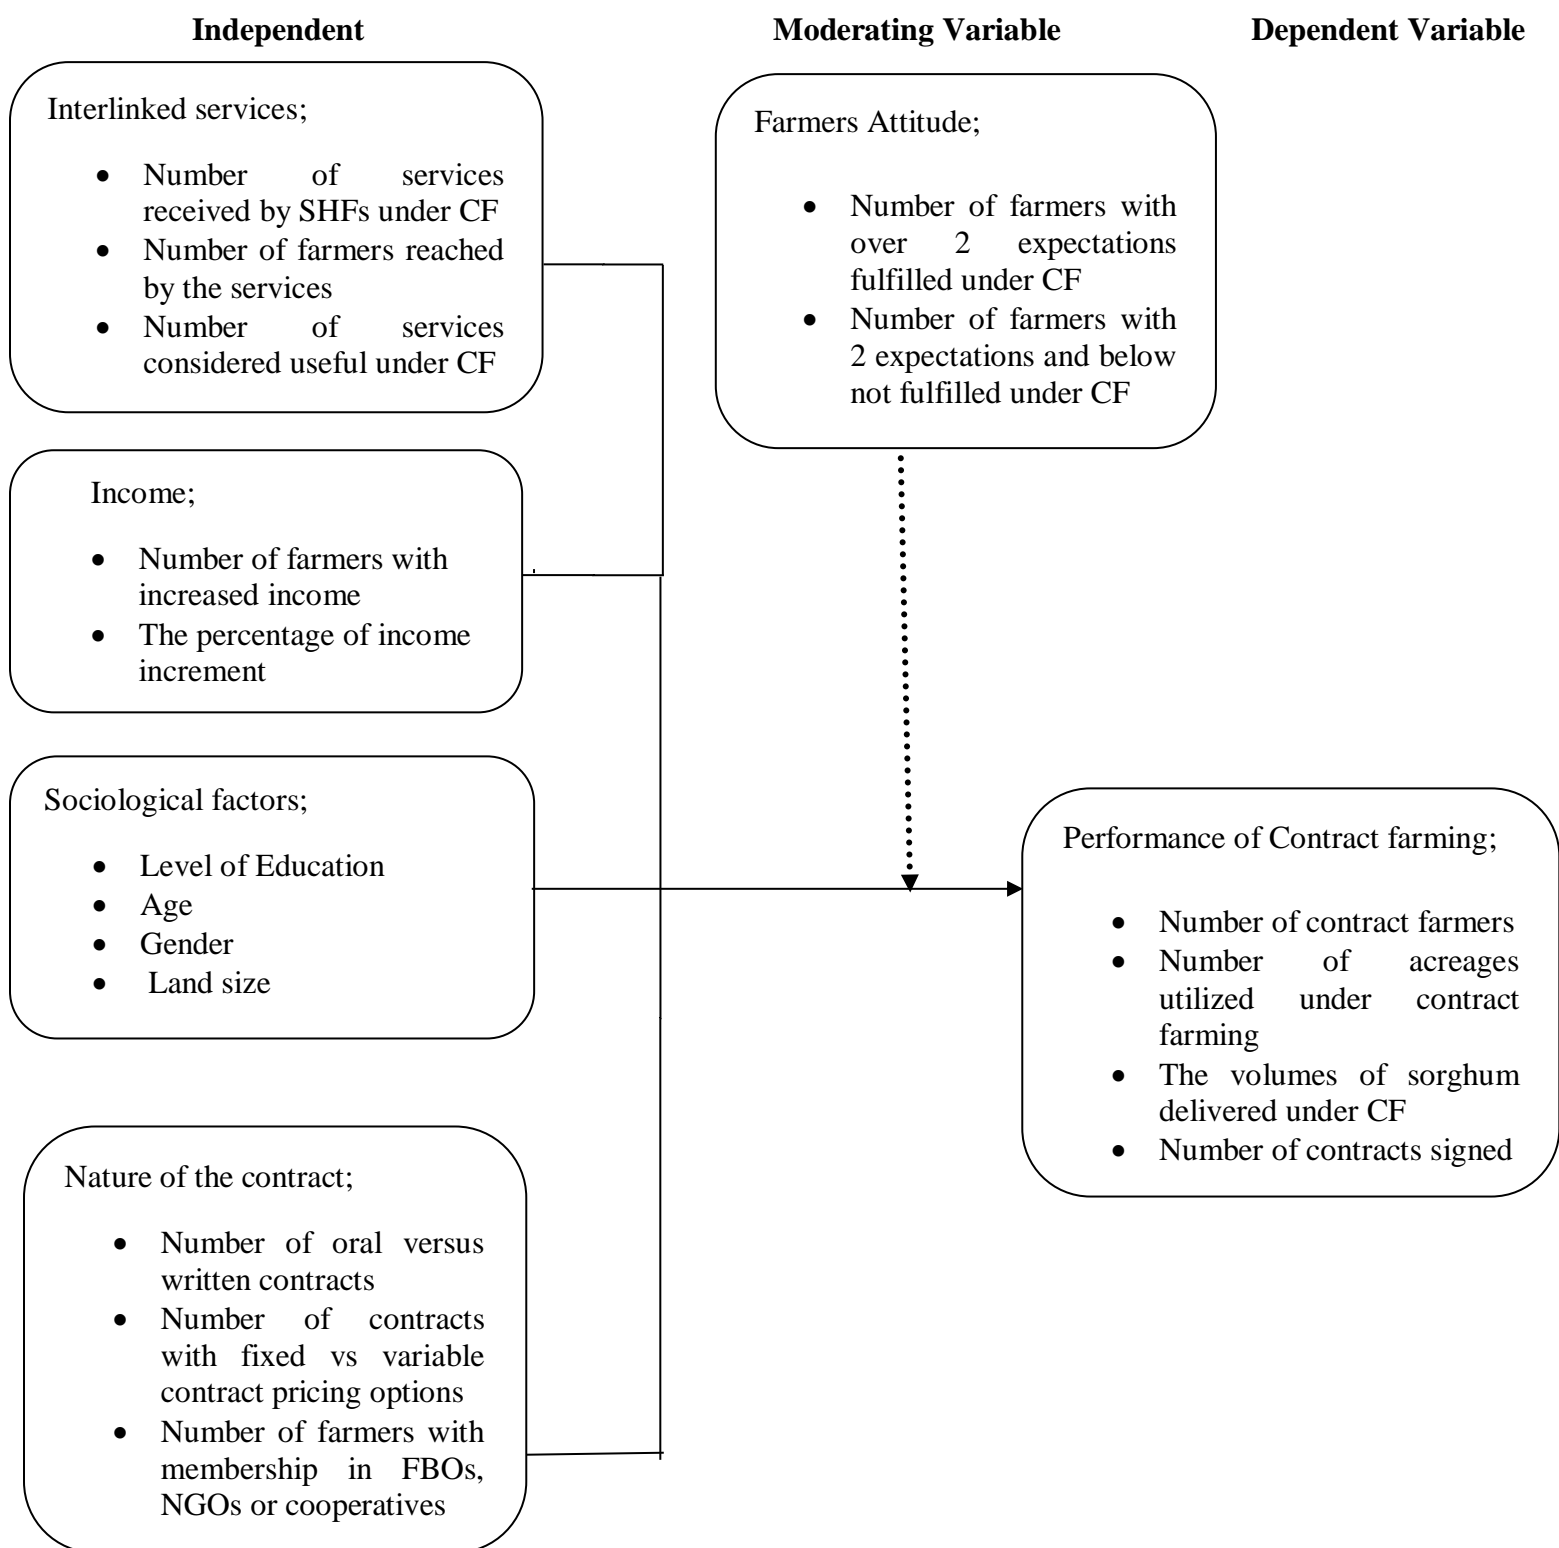 Independent
Moderating Variable
Dependent Variable
Interlinked services;
• Number of services
received by SHFs under CF
• Number of farmers reached
by the services
• Number of services
considered useful under CF
Farmers Attitude;
• Number of farmers with
over 2 expectations
fulfilled under CF
• Number of farmers with
2 expectations and below
not fulfilled under CF
Income;
• Number of farmers with
increased income
• The percentage of income
increment
Sociological factors;
• Level of Education
• Age
• Gender
• Land size
Performance of Contract farming;
• Number of contract farmers
• Number of acreages
utilized under contract
farming
• The volumes of sorghum
delivered under CF
• Number of contracts signed
Nature of the contract;
• Number of oral versus
written contracts
• Number of contracts
with fixed vs variable
contract pricing options
• Number of farmers with
membership in FBOs,
NGOs or cooperatives